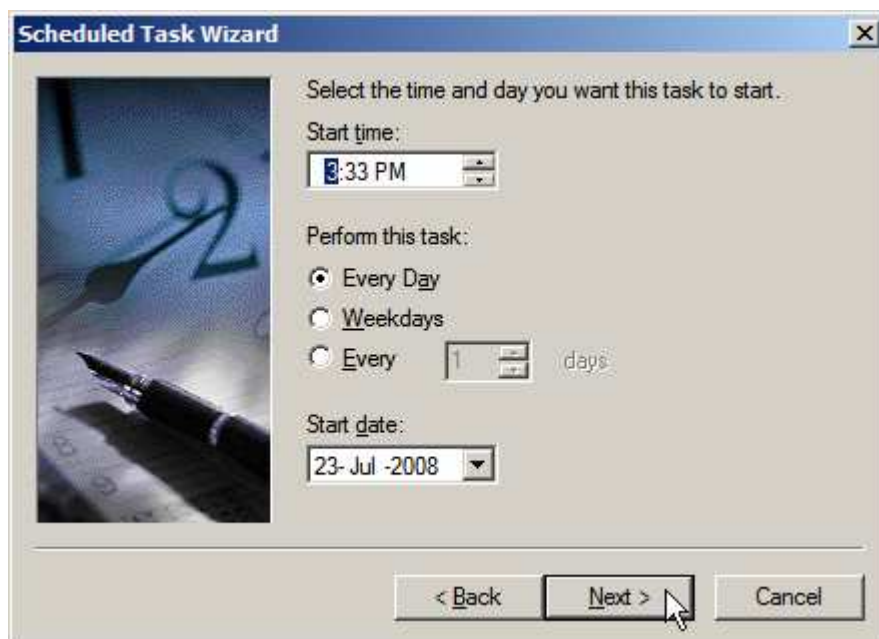 Scheduled Task Wizard
Select the time and day you want this task to start.
Start time:
3:33 PM
Perform this task:
Every Day
Weekdays
Every 1 days
Start date:
23- Jul -2008
< Back Next > Cancel